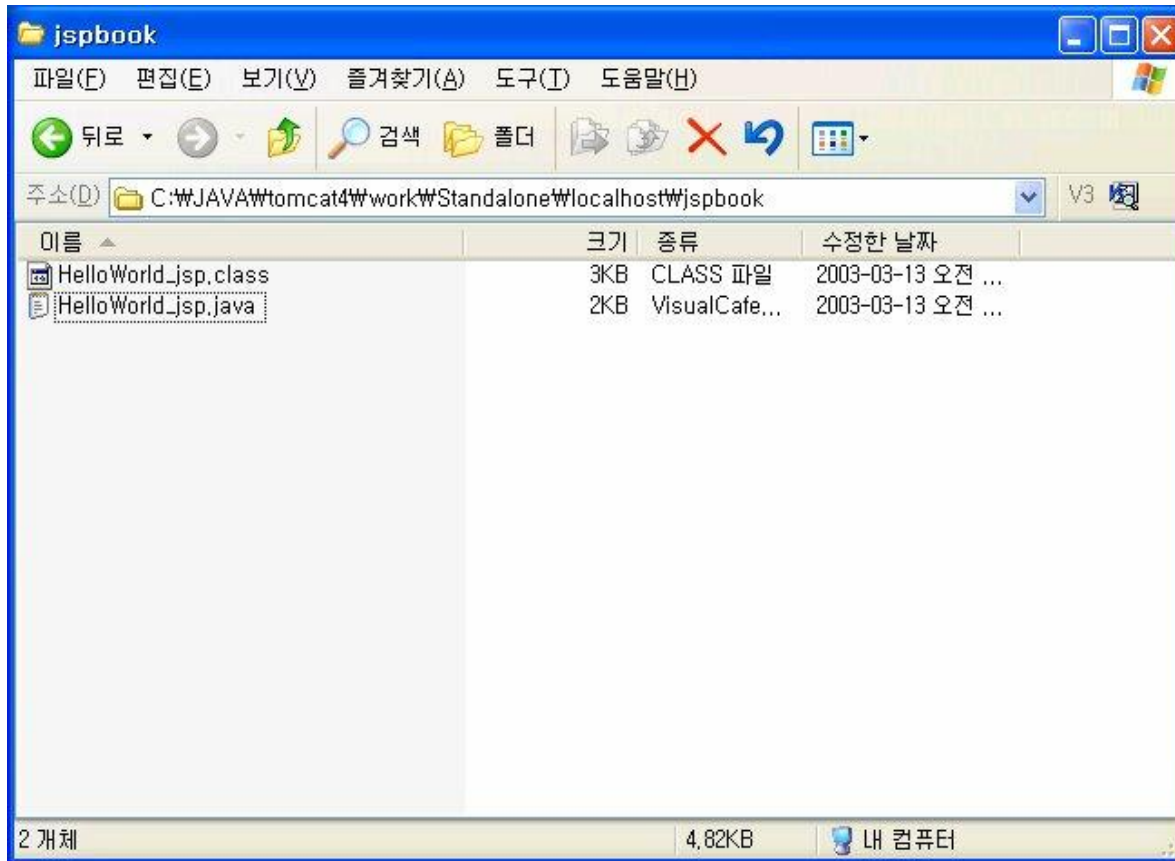 jspbook
파일(F) 편집(E) 보기(V) 즐겨찾기(A) 도구(T) 도움말(H)
뒤로 검색 폴더
주소(D) C:₩JAVA₩tomcat4₩work₩Standalone₩localhost₩jspbook V3
이름 크기 종류 수정한 날짜
HelloWorld_jsp.class 3KB CLASS 파일 2003-03-13 오전 ...
HelloWorld_jsp.java 2KB VisualCafe... 2003-03-13 오전 ...
2 개체 4.82KB 내 컴퓨터